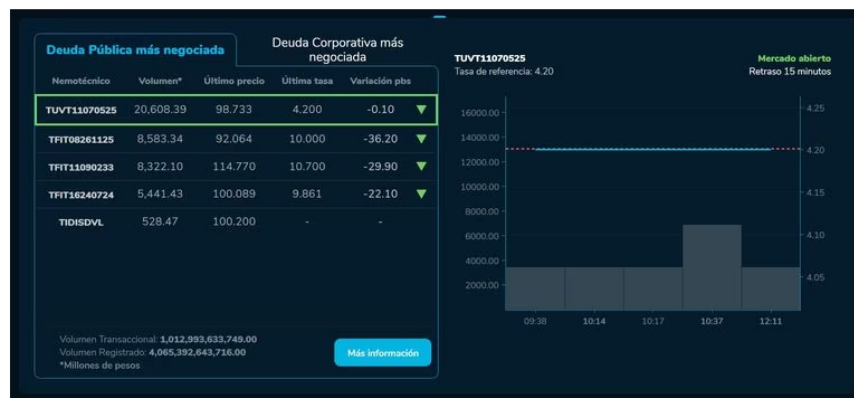 Deuda Pública más negociada
Deuda Corporativa más
negociada
Nemotécnico Volumen* Último precio Última tasa Variación pbs
TUVT11070525 20,608.39 98.733 4.200 -0.10 ▼
TFIT08261125 8,583.34 92.064 10.000 -36.20 ▼
TFIT11090233 8,322.10 114.770 10.700 -29.90 ▼
TFIT16240724 5,441.43 100.089 9.861 -22.10 ▼
TIDISDVL 528.47 100.200 - -
Volumen Transaccional: 1,012,993,633,749.00
Volumen Registrado: 4,065,392,643,716.00
*Millones de pesos
Más información
TUVT11070525 Mercado abierto
Tasa de referencia: 4.20 Retraso 15 minutos
16000.00
14000.00
12000.00
10000.00
8000.00
6000.00
4000.00
2000.00
4.25
4.20
4.15
4.10
4.05
09:38 10:14 10:17 10:37 12:11